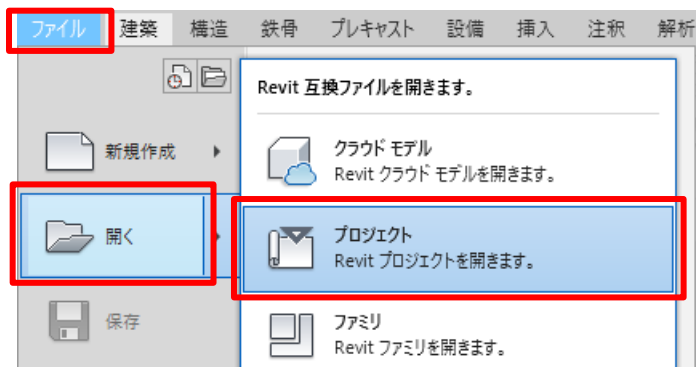 ファイル 建築 構造 鉄骨 プレキャスト 設備 挿入 注釈 解析
Revit 互換ファイルを開きます。
新規作成
クラウド モデル
Revit クラウド モデルを開きます。
開く
プロジェクト
Revit プロジェクトを開きます。
保存
ファミリ
Revit ファミリを開きます。